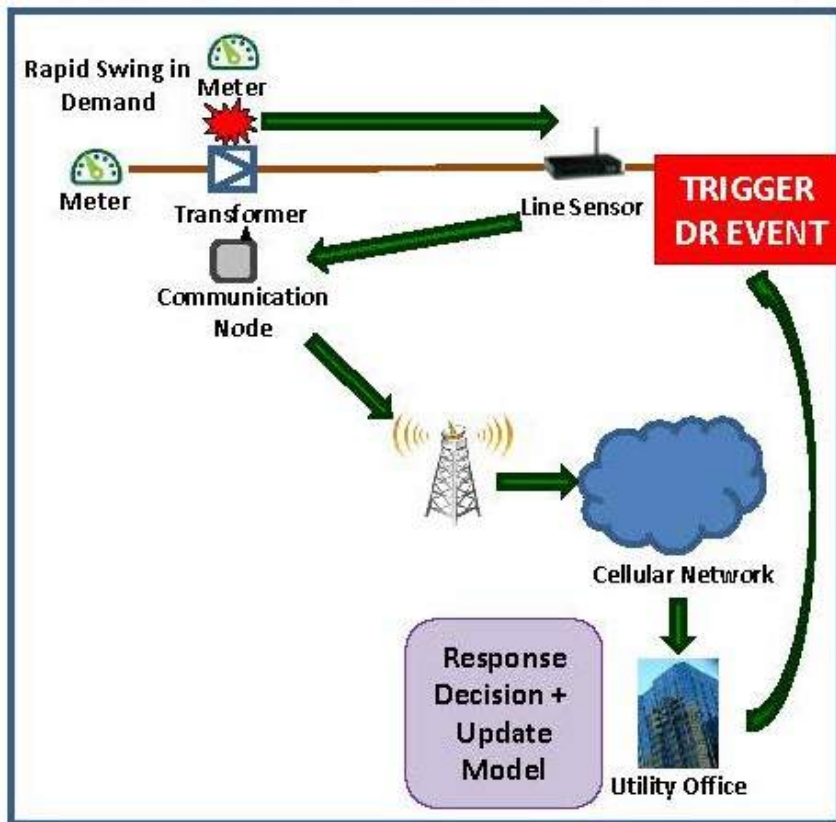 Rapid Swing in
Demand
Meter
Meter
Transformer
Line Sensor
TRIGGER
DR EVENT
Communication
Node
Cellular Network
Response
Decision +
Update
Model
Utility Office